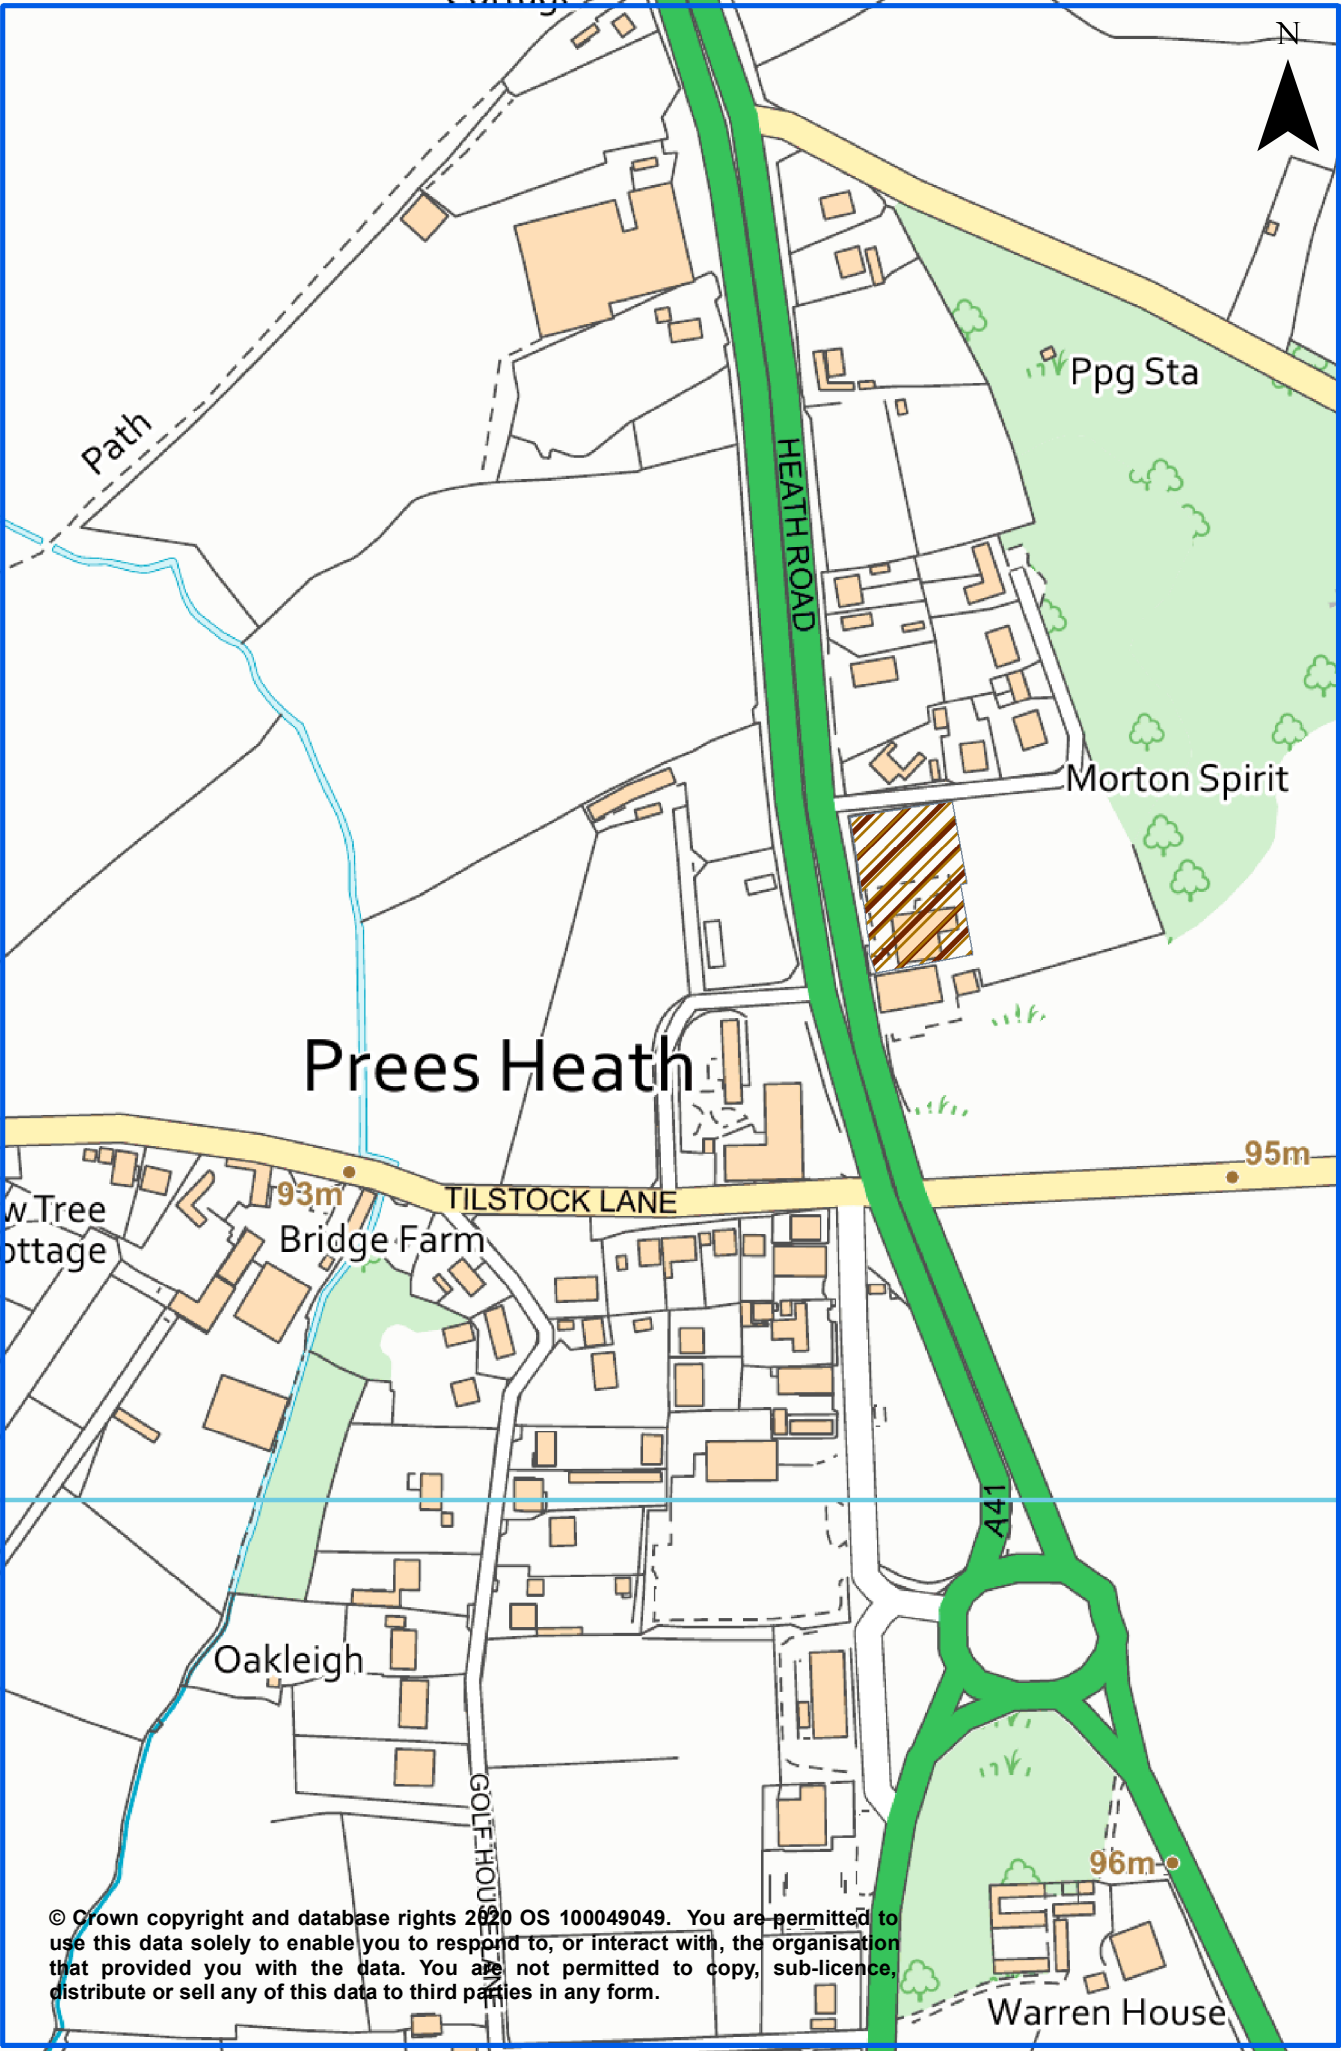 N
Ppg Sta
Path
HEATH ROAD
Morton Spirit
Prees Heath
95m
93m
TILSTOCK LANE
w Tree
ottage
Bridge Farm
A41
Oakleigh
GOLF HOUSE LANE
96m
© Crown copyright and database rights 2020 OS 100049049. You are permitted to
use this data solely to enable you to respond to, or interact with, the organisation
that provided you with the data. You are not permitted to copy, sub-licence,
distribute or sell any of this data to third parties in any form.
Warren House